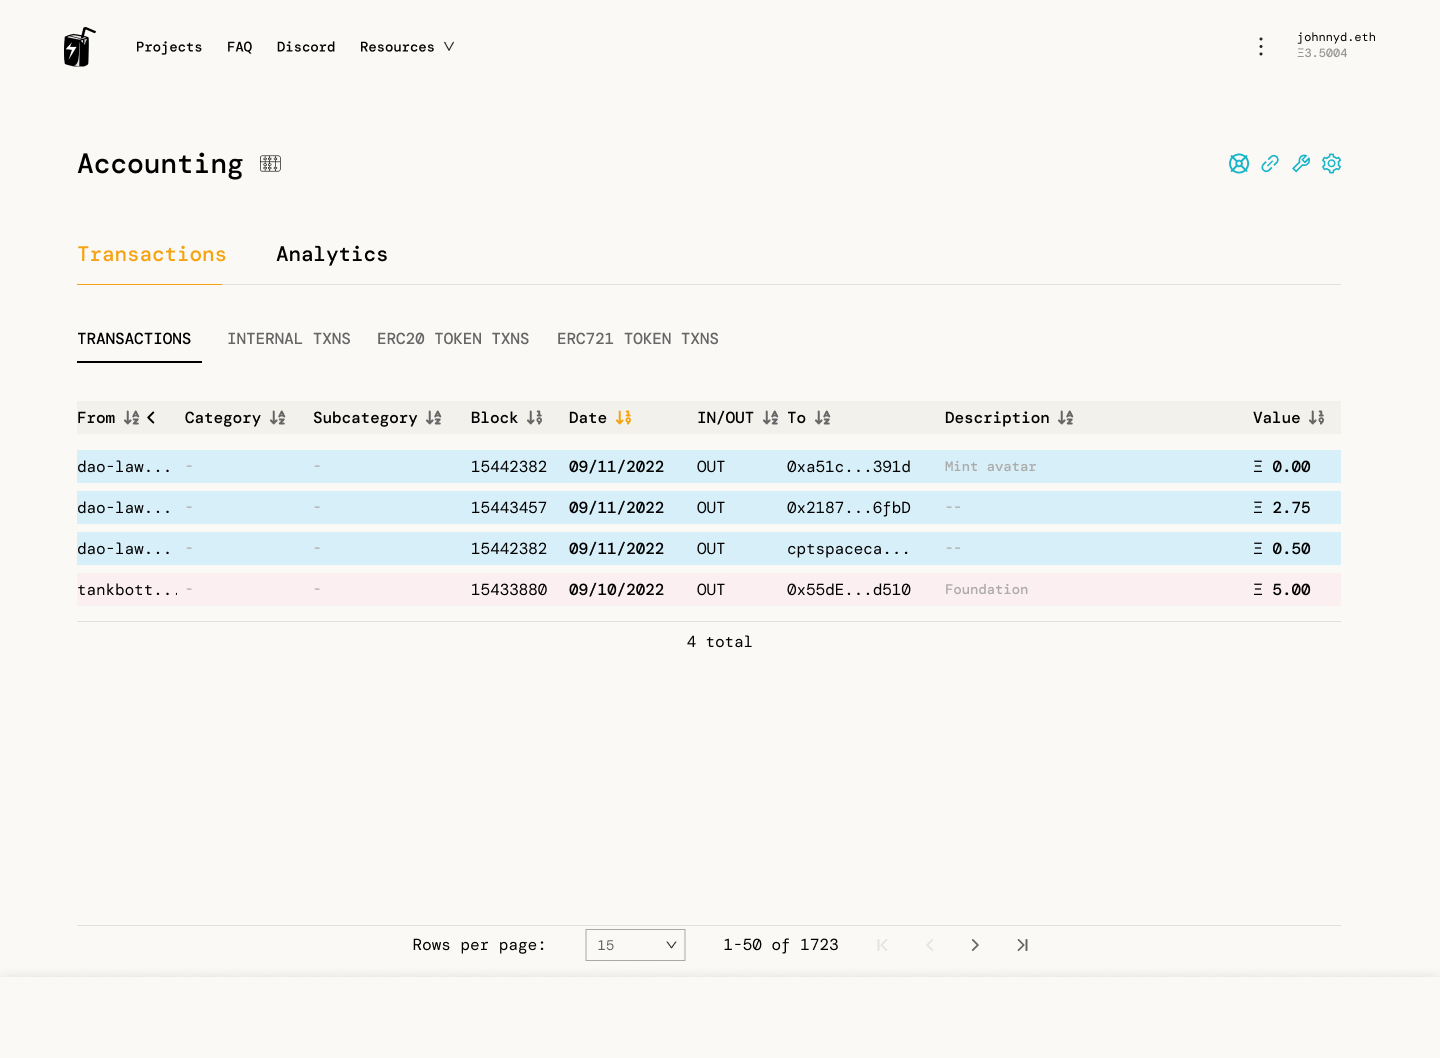 Projects FAQ Discord Resources
johnnyd.eth
Ξ3.5004
Accounting
Transactions Analytics
TRANSACTIONS INTERNAL TXNS ERC20 TOKEN TXNS ERC721 TOKEN TXNS
From Category Subcategory Block Date IN/OUT To Description Value
dao-law... - - 15442382 09/11/2022 OUT 0xa51c...391d Mint avatar Ξ 0.00
dao-law... - - 15443457 09/11/2022 OUT 0x2187...6fbD -- Ξ 2.75
dao-law... - - 15442382 09/11/2022 OUT cptspaceca... -- Ξ 0.50
tankbott... - - 15433880 09/10/2022 OUT 0x55dE...d510 Foundation Ξ 5.00
4 total
Rows per page: 15 1-50 of 1723